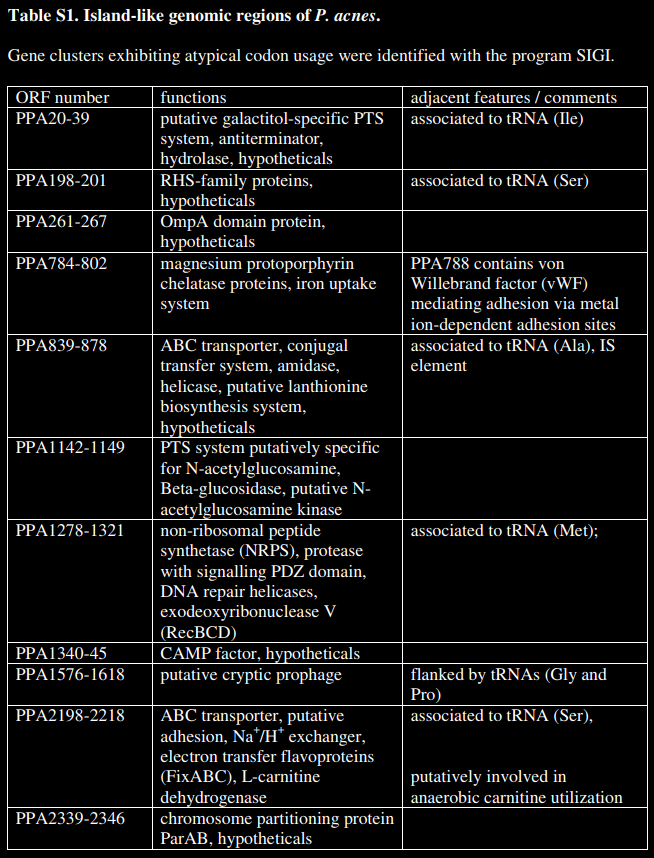 Table S1. Island-like genomic regions of P. acnes.
Gene clusters exhibiting atypical codon usage were identified with the program SIGI.
ORF number functions adjacent features / comments
PPA20-39 putative galactitol-specific PTS associated to tRNA (Ile)
system, antiterminator,
hydrolase, hypotheticals
PPA198-201 RHS-family proteins, associated to tRNA (Ser)
hypotheticals
PPA261-267 OmpA domain protein,
hypotheticals
PPA784-802 magnesium protoporphyrin PPA788 contains von
chelatase proteins, iron uptake Willebrand factor (vWF)
system mediating adhesion via metal
ion-dependent adhesion sites
PPA839-878 ABC transporter, conjugal associated to tRNA (Ala), IS
transfer system, amidase, element
helicase, putative lanthionine
biosynthesis system,
hypotheticals
PPA1142-1149 PTS system putatively specific
for N-acetylglucosamine,
Beta-glucosidase, putative N-
acetylglucosamine kinase
PPA1278-1321 non-ribosomal peptide associated to tRNA (Met);
synthetase (NRPS), protease
with signalling PDZ domain,
DNA repair helicases,
exodeoxyribonuclease V
(RecBCD)
PPA1340-45 CAMP factor, hypotheticals
PPA1576-1618 putative cryptic prophage flanked by tRNAs (Gly and
Pro)
PPA2198-2218 ABC transporter, putative associated to tRNA (Ser),
adhesion, Na+/H+ exchanger,
electron transfer flavoproteins
(FixABC), L-carnitine putatively involved in
dehydrogenase anaerobic carnitine utilization
PPA2339-2346 chromosome partitioning protein
ParAB, hypotheticals